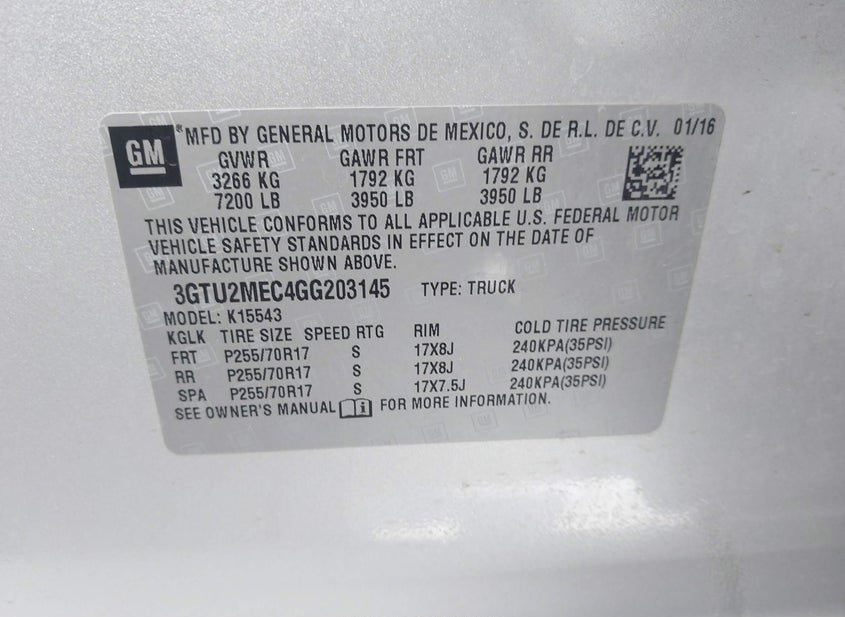 GM
® MFD BY GENERAL MOTORS DE MEXICO, S. DE R.L. DE C.V. 01/16
GVWR GAWR FRT GAWR RR
3266 KG 1792 KG 1792 KG
7200 LB 3950 LB 3950 LB
THIS VEHICLE CONFORMS TO ALL APPLICABLE U.S. FEDERAL MOTOR
VEHICLE SAFETY STANDARDS IN EFFECT ON THE DATE OF
MANUFACTURE SHOWN ABOVE.
3GTU2MEC4GG203145 TYPE: TRUCK
MODEL: K15543
KGLK TIRE SIZE SPEED RTG RIM COLD TIRE PRESSURE
FRT P255/70R17 S 17X8J 240KPA(35PSI)
RR P255/70R17 S 17X8J 240KPA(35PSI)
SPA P255/70R17 S 17X7.5J 240KPA(35PSI)
SEE OWNER'S MANUAL i FOR MORE INFORMATION.